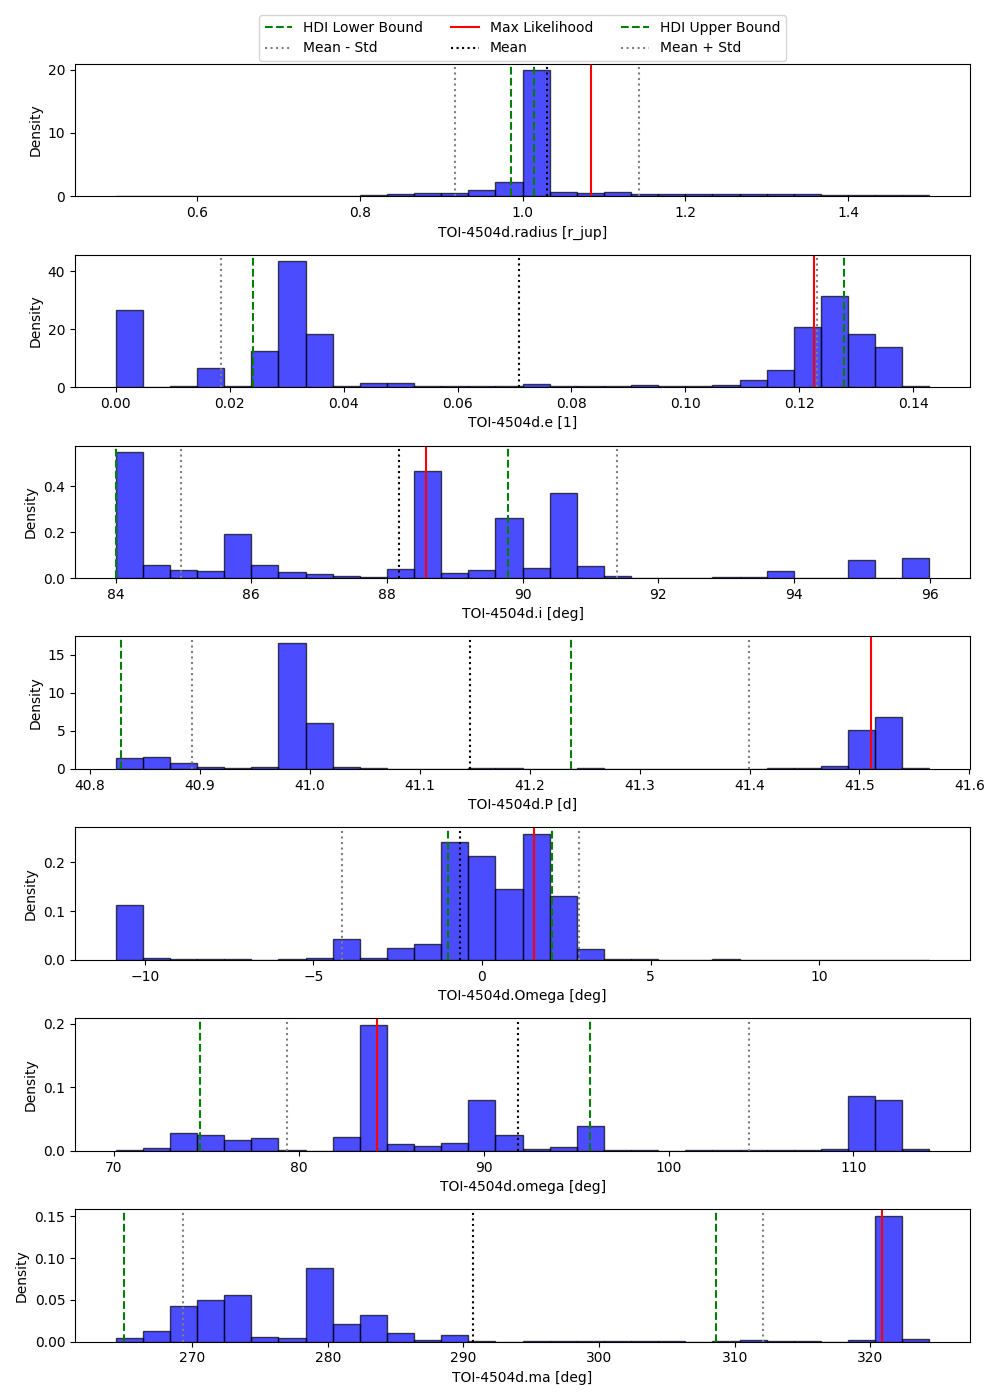 HDI Lower Bound Max Likelihood HDI Upper Bound
Mean - Std Mean Mean + Std
20
10
0
Density
0.6 0.8 1.0 1.2 1.4
TOI-4504d.radius [r_jup]
40
20
0
Density
0.00 0.02 0.04 0.06 0.08 0.10 0.12 0.14
TOI-4504d.e [1]
0.4
0.2
0.0
Density
84 86 88 90 92 94 96
TOI-4504d.i [deg]
15
10
5
0
Density
40.8 40.9 41.0 41.1 41.2 41.3 41.4 41.5 41.6
TOI-4504d.P [d]
0.2
0.1
0.0
Density
−10 −5 0 5 10
TOI-4504d.Omega [deg]
0.2
0.1
0.0
Density
70 80 90 100 110
TOI-4504d.omega [deg]
0.15
0.10
0.05
0.00
Density
270 280 290 300 310 320
TOI-4504d.ma [deg]